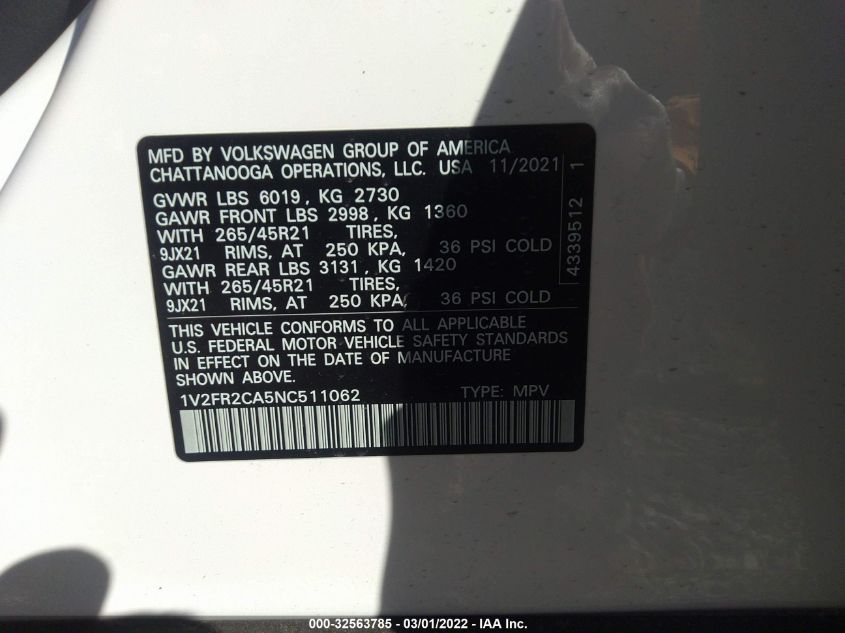 MFD BY VOLKSWAGEN GROUP OF AMERICA
CHATTANOOGA OPERATIONS, LLC. USA 11/2021
GVWR LBS 6019, KG 2730
GAWR FRONT LBS 2998, KG 1360
WITH 265/45R21 TIRES,
9JX21 RIMS, AT 250 KPA, 36 PSI COLD
GAWR REAR LBS 3131, KG 1420
WITH 265/45R21 TIRES,
9JX21 RIMS, AT 250 KPA, 36 PSI COLD
4339512 1
THIS VEHICLE CONFORMS TO ALL APPLICABLE
U.S. FEDERAL MOTOR VEHICLE SAFETY STANDARDS
IN EFFECT ON THE DATE OF MANUFACTURE
SHOWN ABOVE.
1V2FR2CA5NC511062 TYPE: MPV
000-32563785 - 03/01/2022 - IAA Inc.